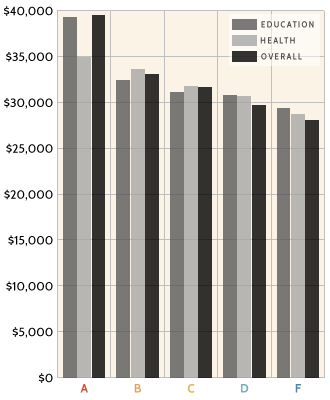 $40,000
EDUCATION
HEALTH
$35,000
OVERALL
$30,000
$25,000
$20,000
$15,000
$10,000
$5,000
$0
A B C D F